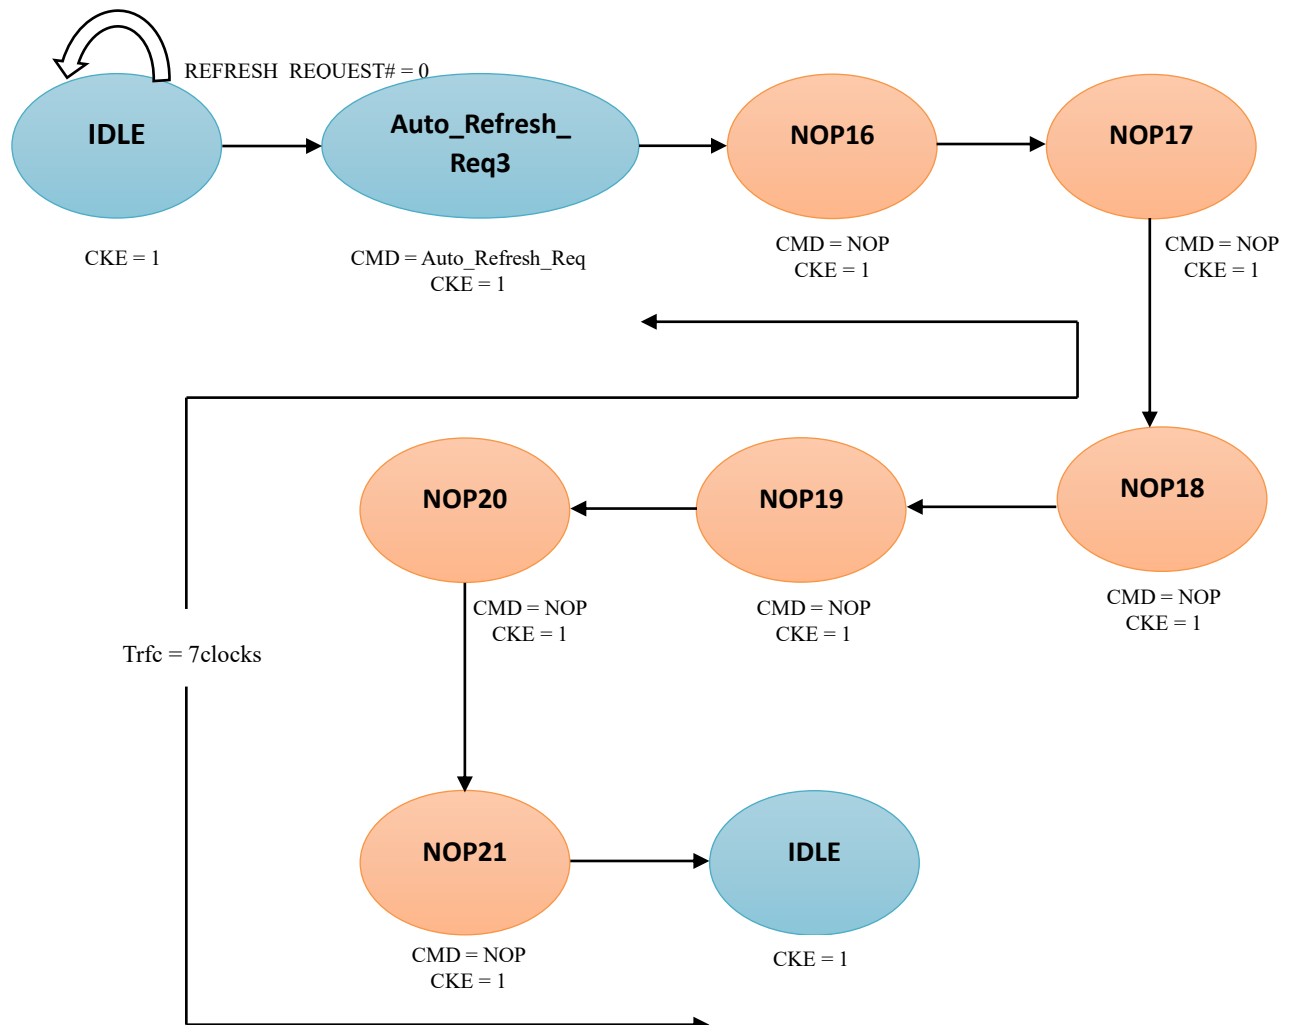 REFRESH REQUEST# = 0
IDLE
Auto_Refresh_
Req3
NOP16
NOP17
CKE = 1
CMD = Auto_Refresh_Req
CKE = 1
CMD = NOP
CKE = 1
CMD = NOP
CKE = 1
NOP20
NOP19
NOP18
CMD = NOP
CKE = 1
CMD = NOP
CKE = 1
CMD = NOP
CKE = 1
Trfc = 7clocks
NOP21
IDLE
CMD = NOP
CKE = 1
CKE = 1